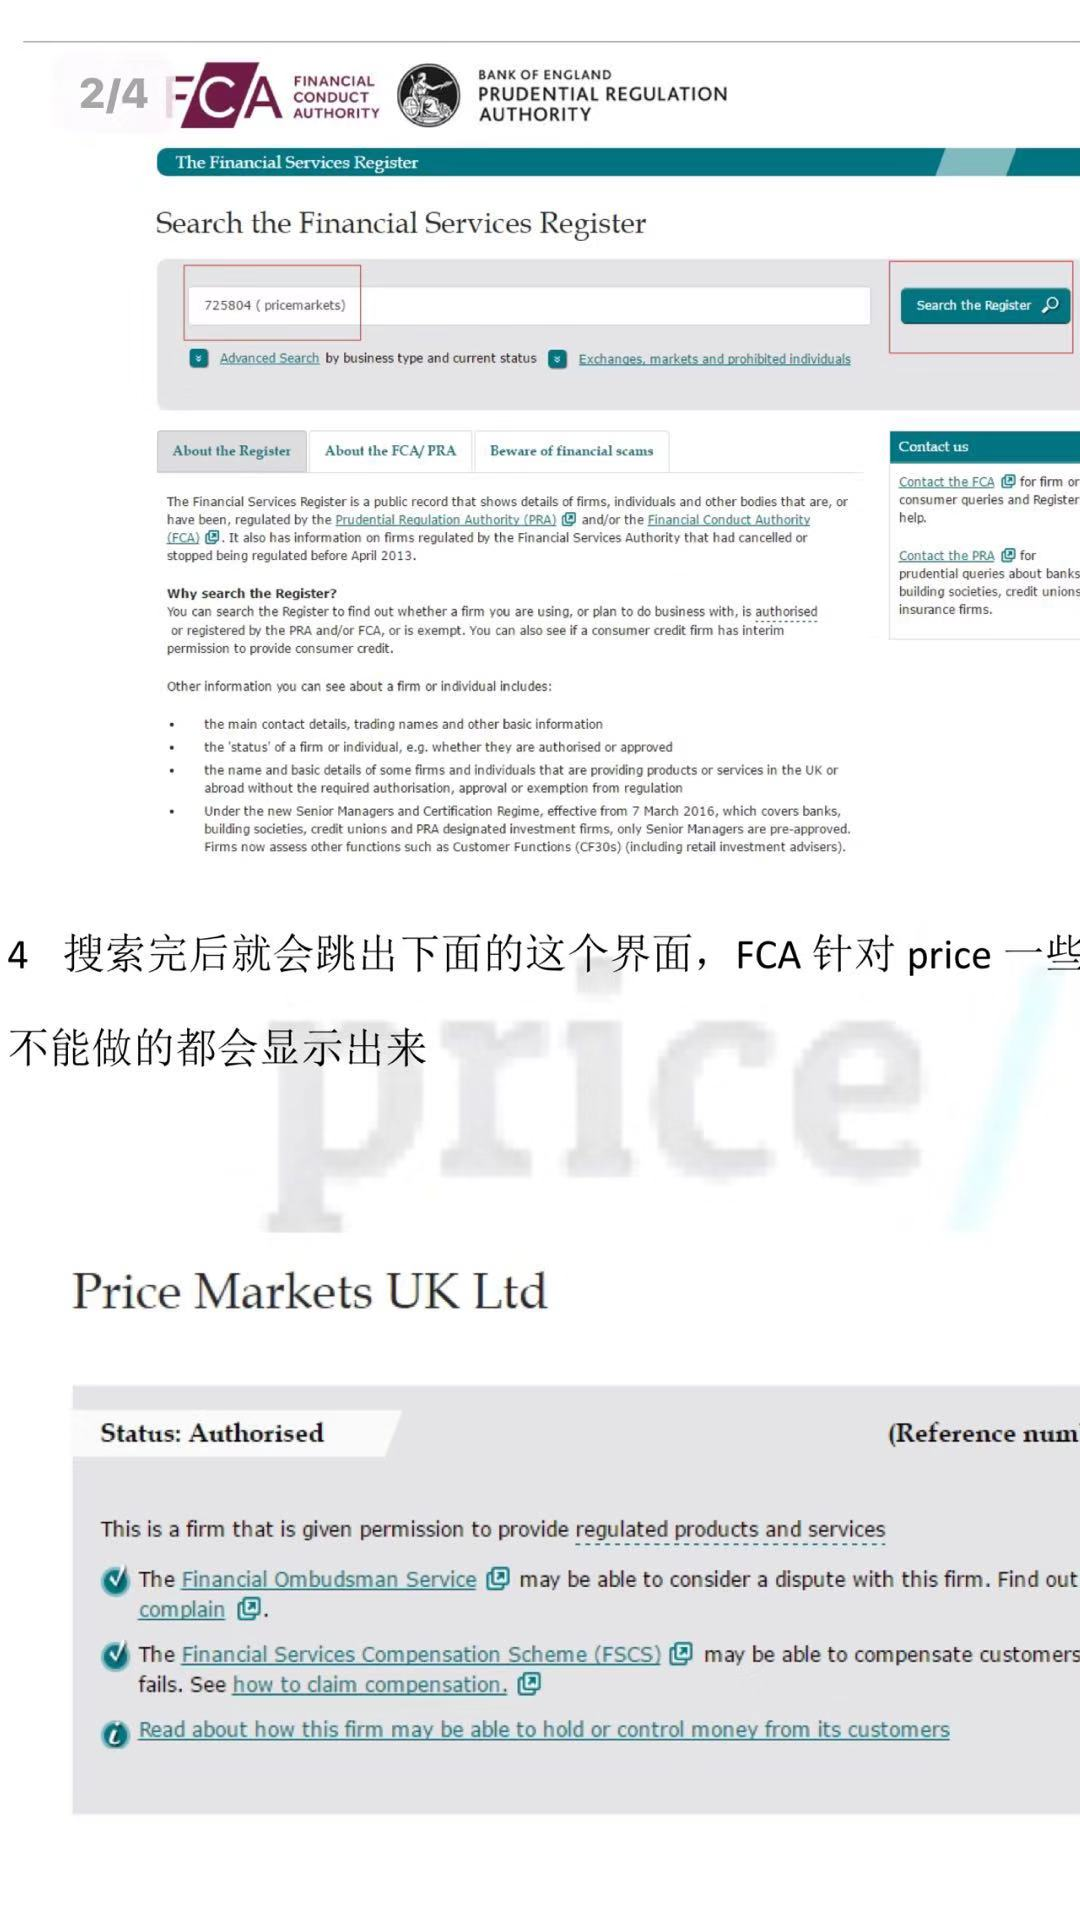 2/4
FCA
FINANCIAL
CONDUCT
AUTHORITY
BANK OF ENGLAND
PRUDENTIAL REGULATION
AUTHORITY
The Financial Services Register
Search the Financial Services Register
725804 ( pricemarkets)
Search the Register
Advanced Search by business type and current status
Exchanges, markets and prohibited individuals
About the Register
About the FCA/ PRA
Beware of financial scams
The Financial Services Register is a public record that shows details of firms, individuals and other bodies that are, or
have been, regulated by the Prudential Regulation Authority (PRA) and/or the Financial Conduct Authority
(FCA). It also has information on firms regulated by the Financial Services Authority that had cancelled or
stopped being regulated before April 2013.
Why search the Register?
You can search the Register to find out whether a firm you are using, or plan to do business with, is authorised
or registered by the PRA and/or FCA, or is exempt. You can also see if a consumer credit firm has interim
permission to provide consumer credit.
Other information you can see about a firm or individual includes:
• the main contact details, trading names and other basic information
• the 'status' of a firm or individual, e.g. whether they are authorised or approved
• the name and basic details of some firms and individuals that are providing products or services in the UK or
abroad without the required authorisation, approval or exemption from regulation
• Under the new Senior Managers and Certification Regime, effective from 7 March 2016, which covers banks,
building societies, credit unions and PRA designated investment firms, only Senior Managers are pre-approved.
Firms now assess other functions such as Customer Functions (CF30s) (including retail investment advisers).
Contact us
Contact the FCA for firm or
consumer queries and Register
help.
Contact the PRA for
prudential queries about banks
building societies, credit unions
insurance firms.
4 搜索完后就会跳出下面的这个界面，FCA 针对 price 一些
不能做的都会显示出来
price/
Price Markets UK Ltd
Status: Authorised
(Reference num
This is a firm that is given permission to provide regulated products and services
The Financial Ombudsman Service may be able to consider a dispute with this firm. Find out
complain.
The Financial Services Compensation Scheme (FSCS) may be able to compensate customers
fails. See how to claim compensation.
Read about how this firm may be able to hold or control money from its customers